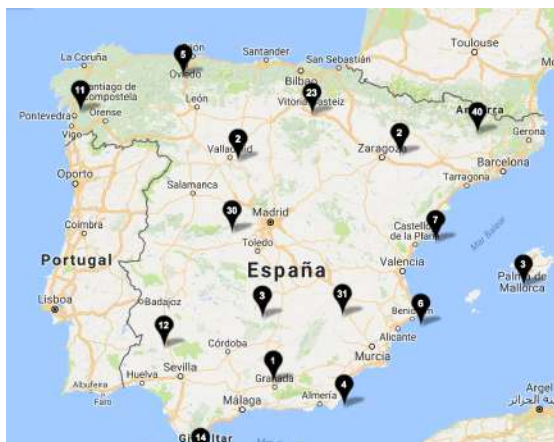 Toulouse
La Coruña
5
Gijón
Oviedo
Santander
San Sebastián
Bilbao
11
Santiago de
Compostela
León
23
Vitoria-Gasteiz
40
Pontevedra
Orense
Vigo
2
Valladolid
2
Zaragoza
Gerona
Barcelona
Tarragona
Oporto
Salamanca
30
Madrid
7
Castellón
de la Plana
Mar Balear
Coimbra
Toledo
Portugal
España
Valencia
3
Palma de
Mallorca
Lisboa
Badajoz
3
31
6
Benidorm
Alicante
12
Córdoba
Murcia
Huelva
Sevilla
1
Granada
4
Albufeira
Faro
Málaga
Almería
Gibraltar
14
Argel